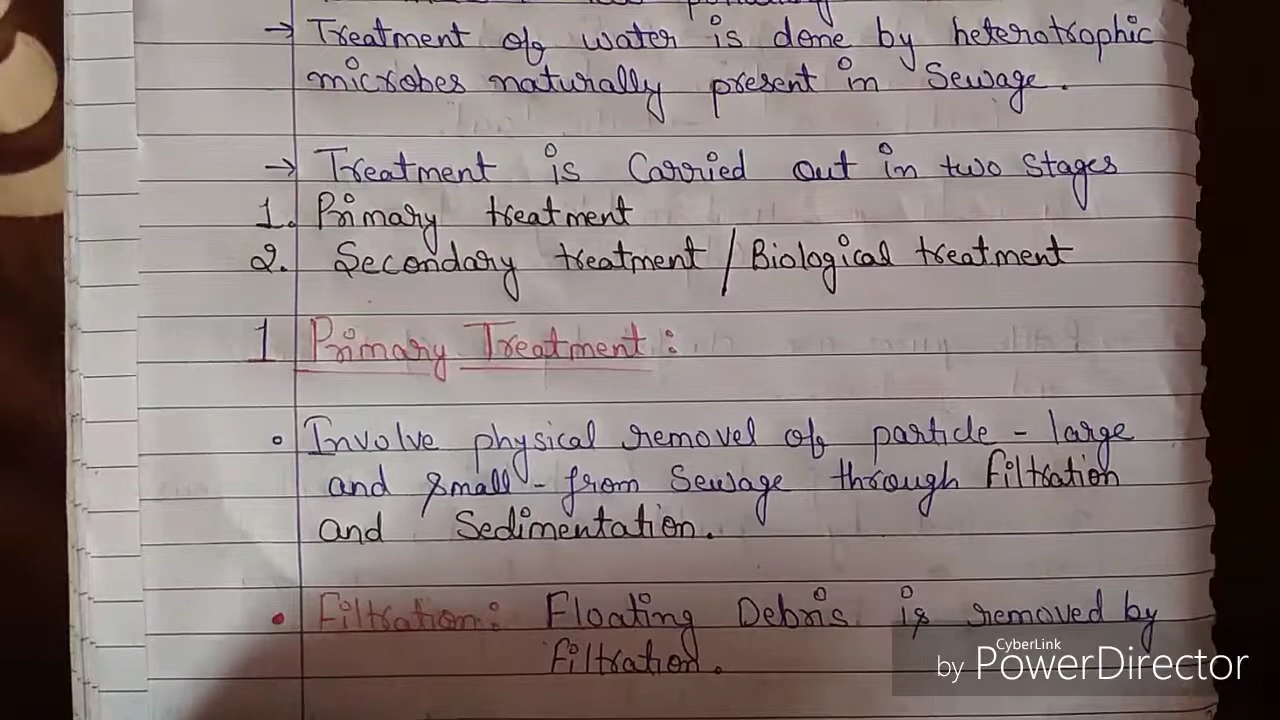 → Treatment of water is done by heterotrophic
microbes naturally present in Sewage.
→ Treatment is Carried out in two Stages
1. Primary treatment
2. Secondary treatment / Biological treatment
1 Primary Treatment :
• Involve physical removel of particle - large
and small - from Sewage through filtration
and Sedimentation.
• Filtration: Floating Debris is removed by
filtration.
CyberLink
by PowerDirector